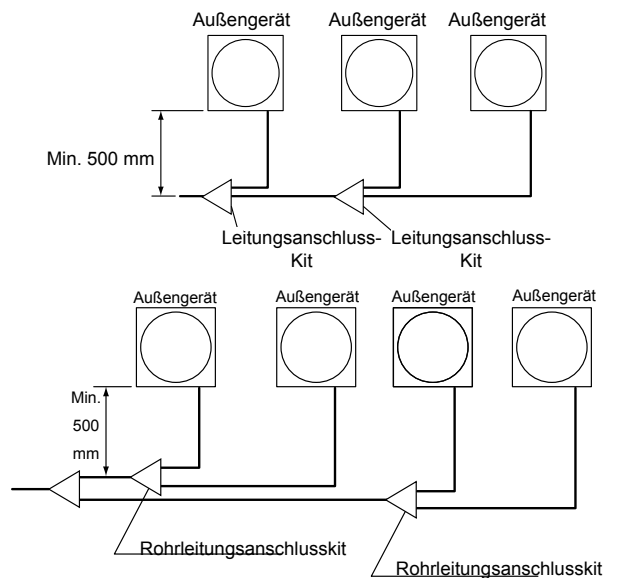 Außengerät Außengerät Außengerät
Min. 500 mm
Leitungsanschluss-
Kit
Leitungsanschluss-
Kit
Außengerät Außengerät Außengerät Außengerät
Min.
500
mm
Rohrleitungsanschlusskit
Rohrleitungsanschlusskit